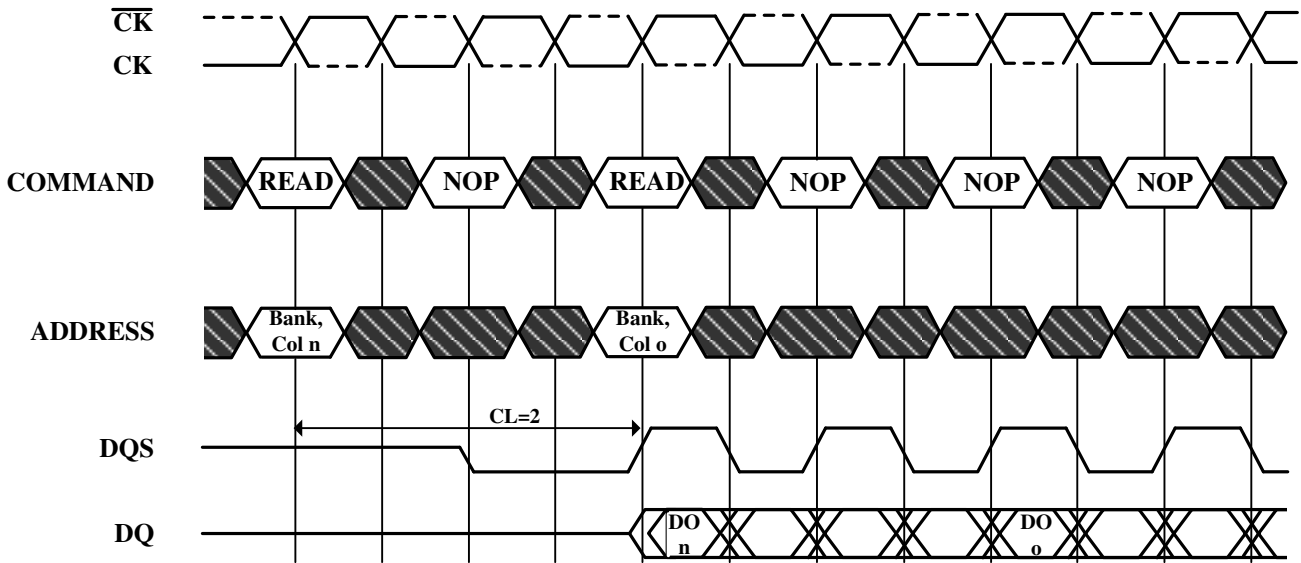 CK
CK
COMMAND READ NOP READ NOP NOP NOP
ADDRESS Bank, Col n Bank, Col o
CL=2
DQS
DQ DO n DO o